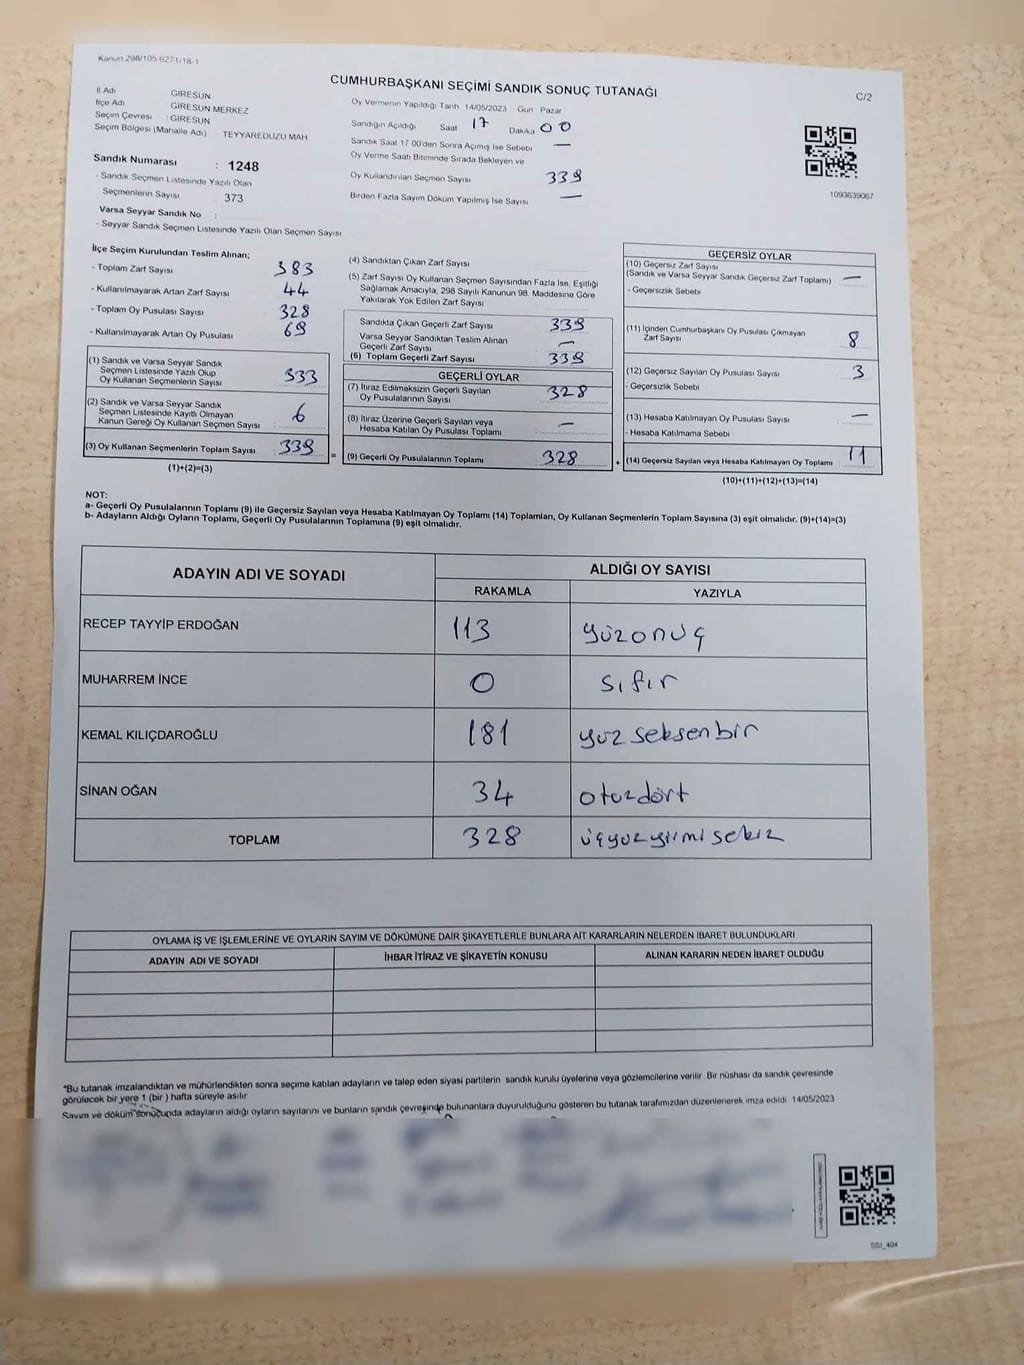 Kanun 298/105 6271/18-1
CUMHURBAŞKANI SEÇİMİ SANDIK SONUÇ TUTANAĞI
C/2
İl Adı GİRESUN
İlçe Adı GİRESUN MERKEZ
Seçim Çevresi : GİRESUN
Seçim Bölgesi (Mahalle Adı) TEYYAREDÜZÜ MAH
Sandık Numarası : 1248
- Sandık Seçmen Listesinde Yazılı Olan
Seçmenlerin Sayısı 373
Varsa Seyyar Sandık No :
- Seyyar Sandık Seçmen Listesinde Yazılı Olan Seçmen Sayısı
Oy Vermenin Yapıldığı Tarih 14/05/2023 Gün Pazar
Sandığın Açıldığı Saat 17 Dakika 00
Sandık Saat 17 00'den Sonra Açımış İse Sebebi —
Oy Verme Saati Bitiminde Sırada Bekleyen ve
Oy Kullandırılan Seçmen Sayısı 339
Birden Fazla Sayım Döküm Yapılmış İse Sayısı —
1093639067
İlçe Seçim Kurulundan Teslim Alınan;
- Toplam Zarf Sayısı 383
- Kullanılmayarak Artan Zarf Sayısı 44
- Toplam Oy Pusulası Sayısı 328
- Kullanılmayarak Artan Oy Pusulası 69
(1) Sandık ve Varsa Seyyar Sandık
Seçmen Listesinde Yazılı Olup
Oy Kullanan Seçmenlerin Sayısı 333
(2) Sandık ve Varsa Seyyar Sandık
Seçmen Listesinde Kayıtlı Olmayan
Kanun Gereği Oy Kullanan Seçmen Sayısı : 6
(3) Oy Kullanan Seçmenlerin Toplam Sayısı : 339
(1)+(2)=(3)
=
(4) Sandıktan Çıkan Zarf Sayısı
(5) Zarf Sayısı Oy Kullanan Seçmen Sayısından Fazla İse, Eşitliği
Sağlamak Amacıyla, 298 Sayılı Kanunun 98. Maddesine Göre
Yakılarak Yok Edilen Zarf Sayısı
Sandıkta Çıkan Geçerli Zarf Sayısı 339
Varsa Seyyar Sandıktan Teslim Alınan
Geçerli Zarf Sayısı —
(6) Toplam Geçerli Zarf Sayısı 339
GEÇERLİ OYLAR
(7) İtiraz Edilmeksizin Geçerli Sayılan
Oy Pusulalarının Sayısı 328
(8) İtiraz Üzerine Geçerli Sayılan veya
Hesaba Katılan Oy Pusulası Toplamı —
(9) Geçerli Oy Pusulalarının Toplamı 328
+
GEÇERSİZ OYLAR
(10) Geçersiz Zarf Sayısı
(Sandık ve Varsa Seyyar Sandık Geçersiz Zarf Toplamı) —
- Geçersizlik Sebebi
(11) İçinden Cumhurbaşkanı Oy Pusulası Çıkmayan
Zarf Sayısı 8
(12) Geçersiz Sayılan Oy Pusulası Sayısı 3
- Geçersizlik Sebebi
(13) Hesaba Katılmayan Oy Pusulası Sayısı —
- Hesaba Katılmama Sebebi
(14) Geçersiz Sayılan veya Hesaba Katılmayan Oy Toplamı 11
(10)+(11)+(12)+(13)=(14)
NOT:
a- Geçerli Oy Pusulalarının Toplamı (9) ile Geçersiz Sayılan veya Hesaba Katılmayan Oy Toplamı (14) Toplamları, Oy Kullanan Seçmenlerin Toplam Sayısına (3) eşit olmalıdır. (9)+(14)=(3)
b- Adayların Aldığı Oyların Toplamı, Geçerli Oy Pusulalarının Toplamına (9) eşit olmalıdır.
ADAYIN ADI VE SOYADI
ALDIĞI OY SAYISI
RAKAMLA YAZIYLA
RECEP TAYYİP ERDOĞAN 113 yüzonüç
MUHARREM İNCE 0 sıfır
KEMAL KILIÇDAROĞLU 181 yüz seksen bir
SİNAN OĞAN 34 otuzdört
TOPLAM 328 üçyüzyirmi sekiz
OYLAMA İŞ VE İŞLEMLERİNE VE OYLARIN SAYIM VE DÖKÜMÜNE DAİR ŞİKAYETLERLE BUNLARA AİT KARARLARIN NELERDEN İBARET BULUNDUKLARI
ADAYIN ADI VE SOYADI İHBAR İTİRAZ VE ŞİKAYETİN KONUSU ALINAN KARARIN NEDEN İBARET OLDUĞU
*Bu tutanak imzalandıktan ve mühürlendikten sonra seçime katılan adayların ve talep eden siyasi partilerin sandık kurulu üyelerine veya gözlemcilerine verilir. Bir nüshası da sandık çevresinde
görülecek bir yere 1 (bir ) hafta süreyle asılır
Sayım ve döküm sonucunda adayların aldığı oyların sayılarını ve bunların sandık çevresinde bulunanlara duyurulduğunu gösteren bu tutanak tarafımızdan düzenlenerek imza edildi 14/05/2023
SSI_404